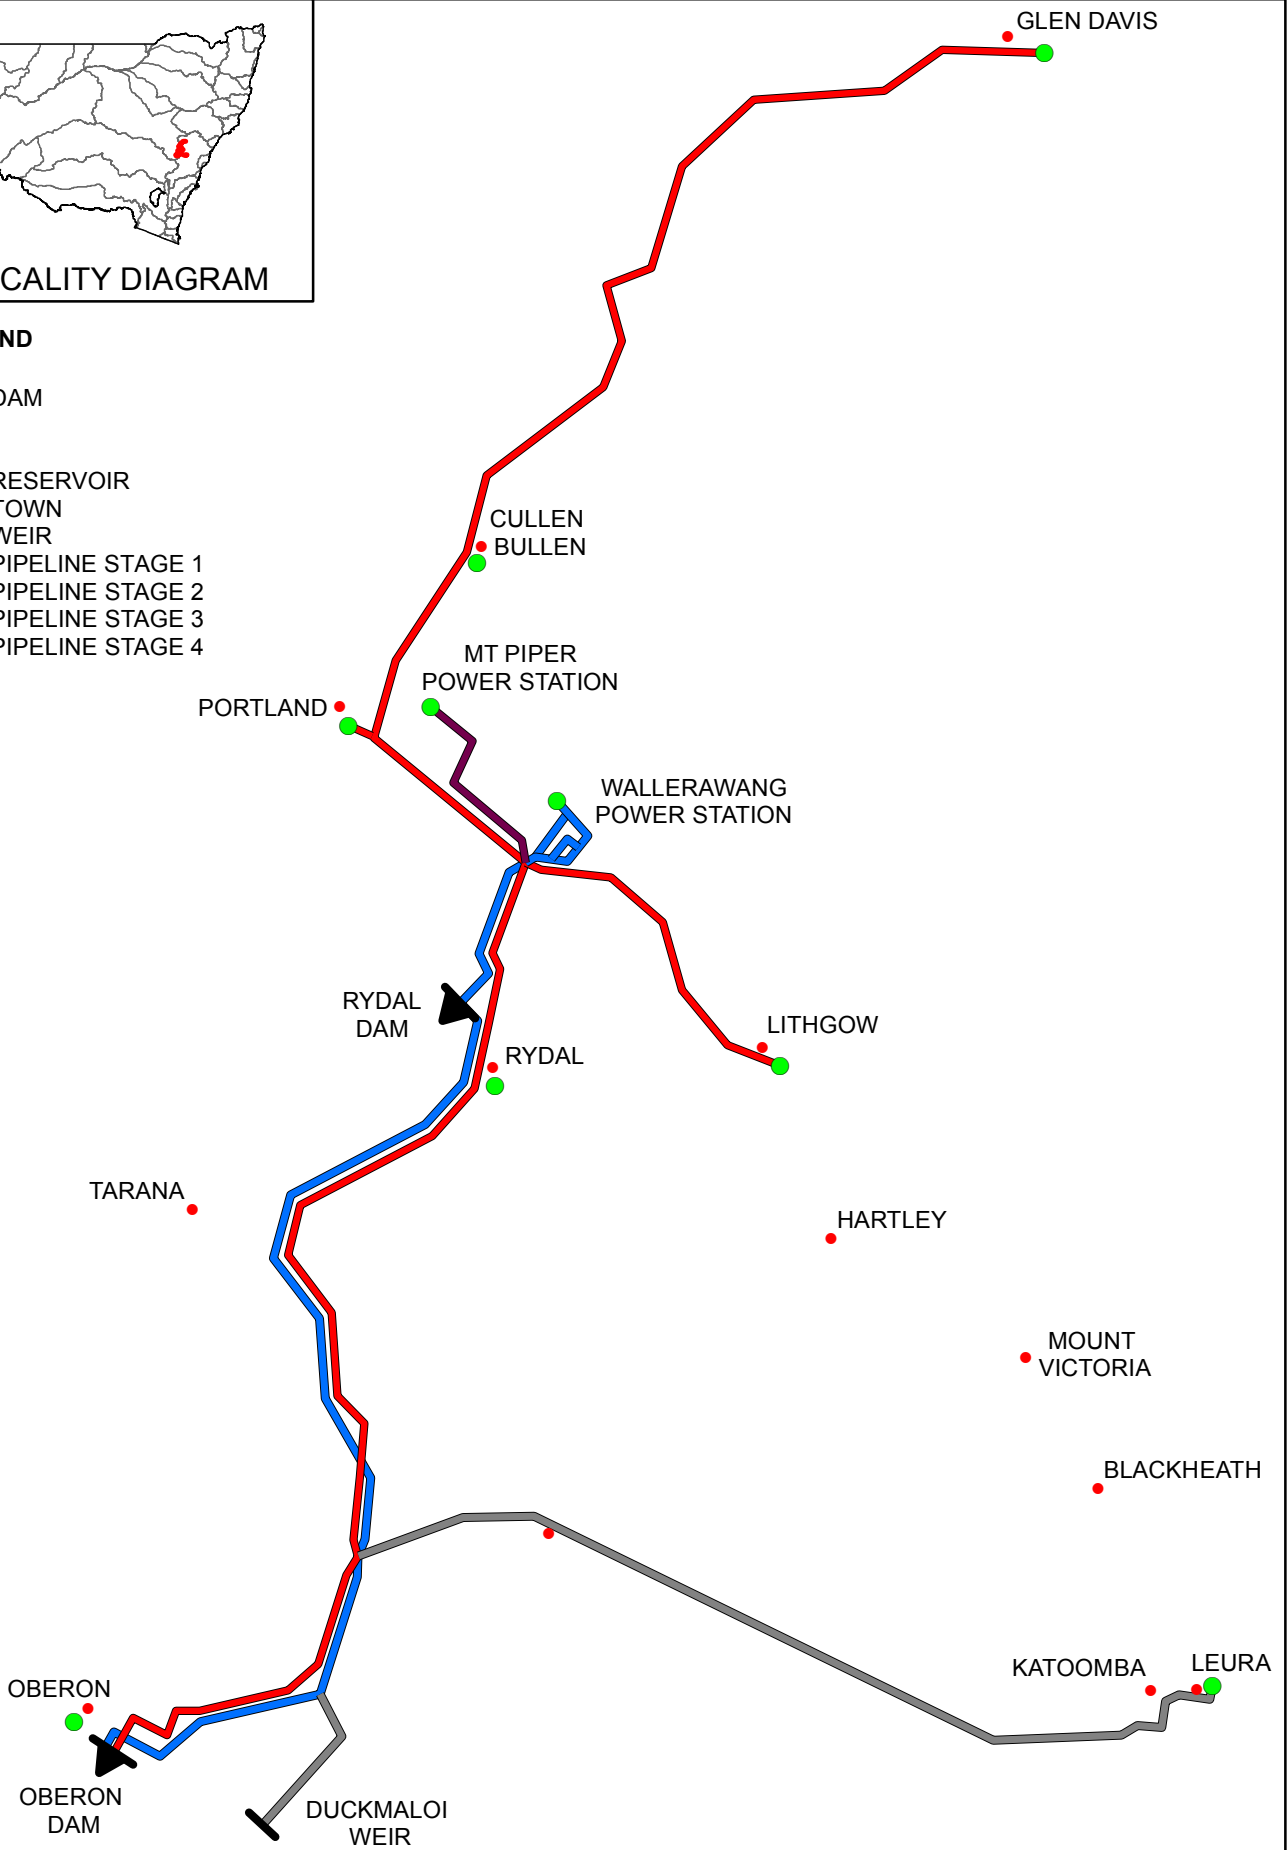 CALITY DIAGRAM
ND
DAM
RESERVOIR
TOWN
WEIR
PIPELINE STAGE 1
PIPELINE STAGE 2
PIPELINE STAGE 3
PIPELINE STAGE 4
GLEN DAVIS
CULLEN
BULLEN
MT PIPER
POWER STATION
PORTLAND
WALLERAWANG
POWER STATION
RYDAL
DAM
LITHGOW
RYDAL
TARANA
HARTLEY
MOUNT
VICTORIA
BLACKHEATH
KATOOMBA
LEURA
OBERON
OBERON
DAM
DUCKMALOI
WEIR